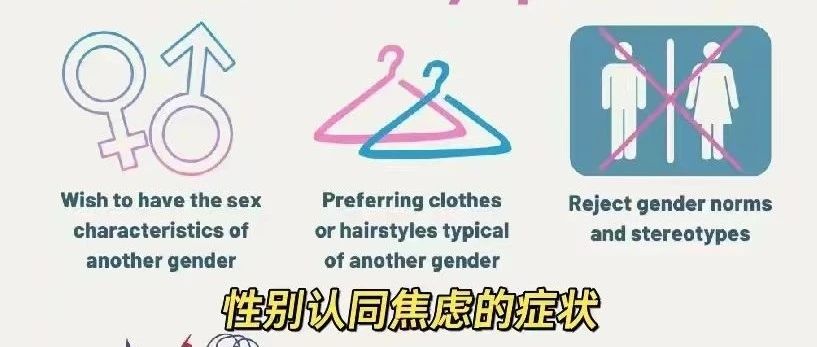 Wish to have the sex
characteristics of
another gender
Preferring clothes
or hairstyles typical
of another gender
Reject gender norms
and stereotypes
性别认同焦虑的症状